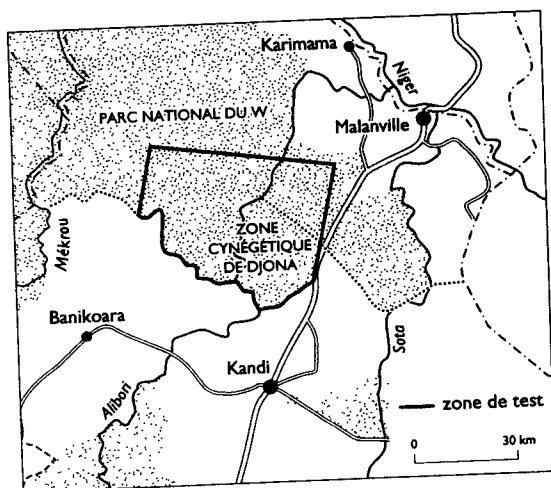 Karimama
Niger
PARC NATIONAL DU W
Malanville
ZONE
CYNÉGÉTIQUE
DE DJONA
Mékrou
Banikoara
Kandi
Sota
Alibori
zone de test
0 30 km